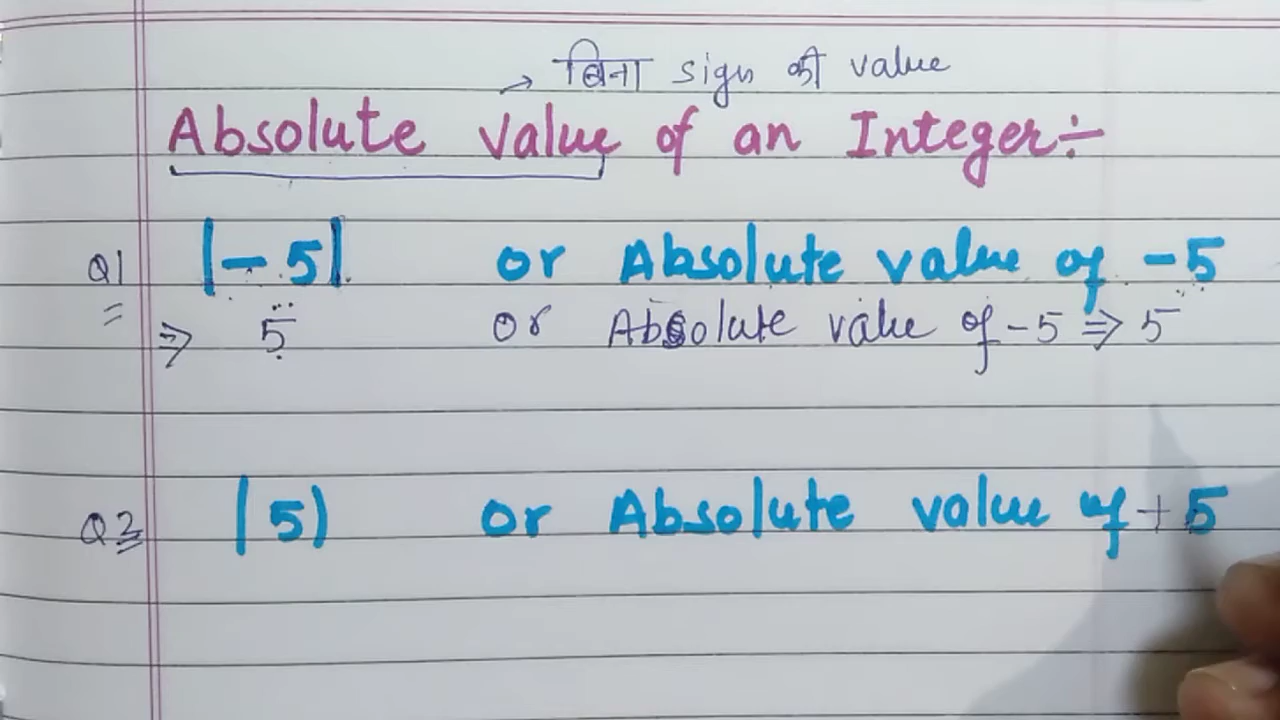 → बिना sign की value
Absolute Value of an Integer÷
Q1 |-5| or Absolute value of -5
⇒ 5 or Absolute value of -5 ⇒ 5
Q2 |5) or Absolute value of +5